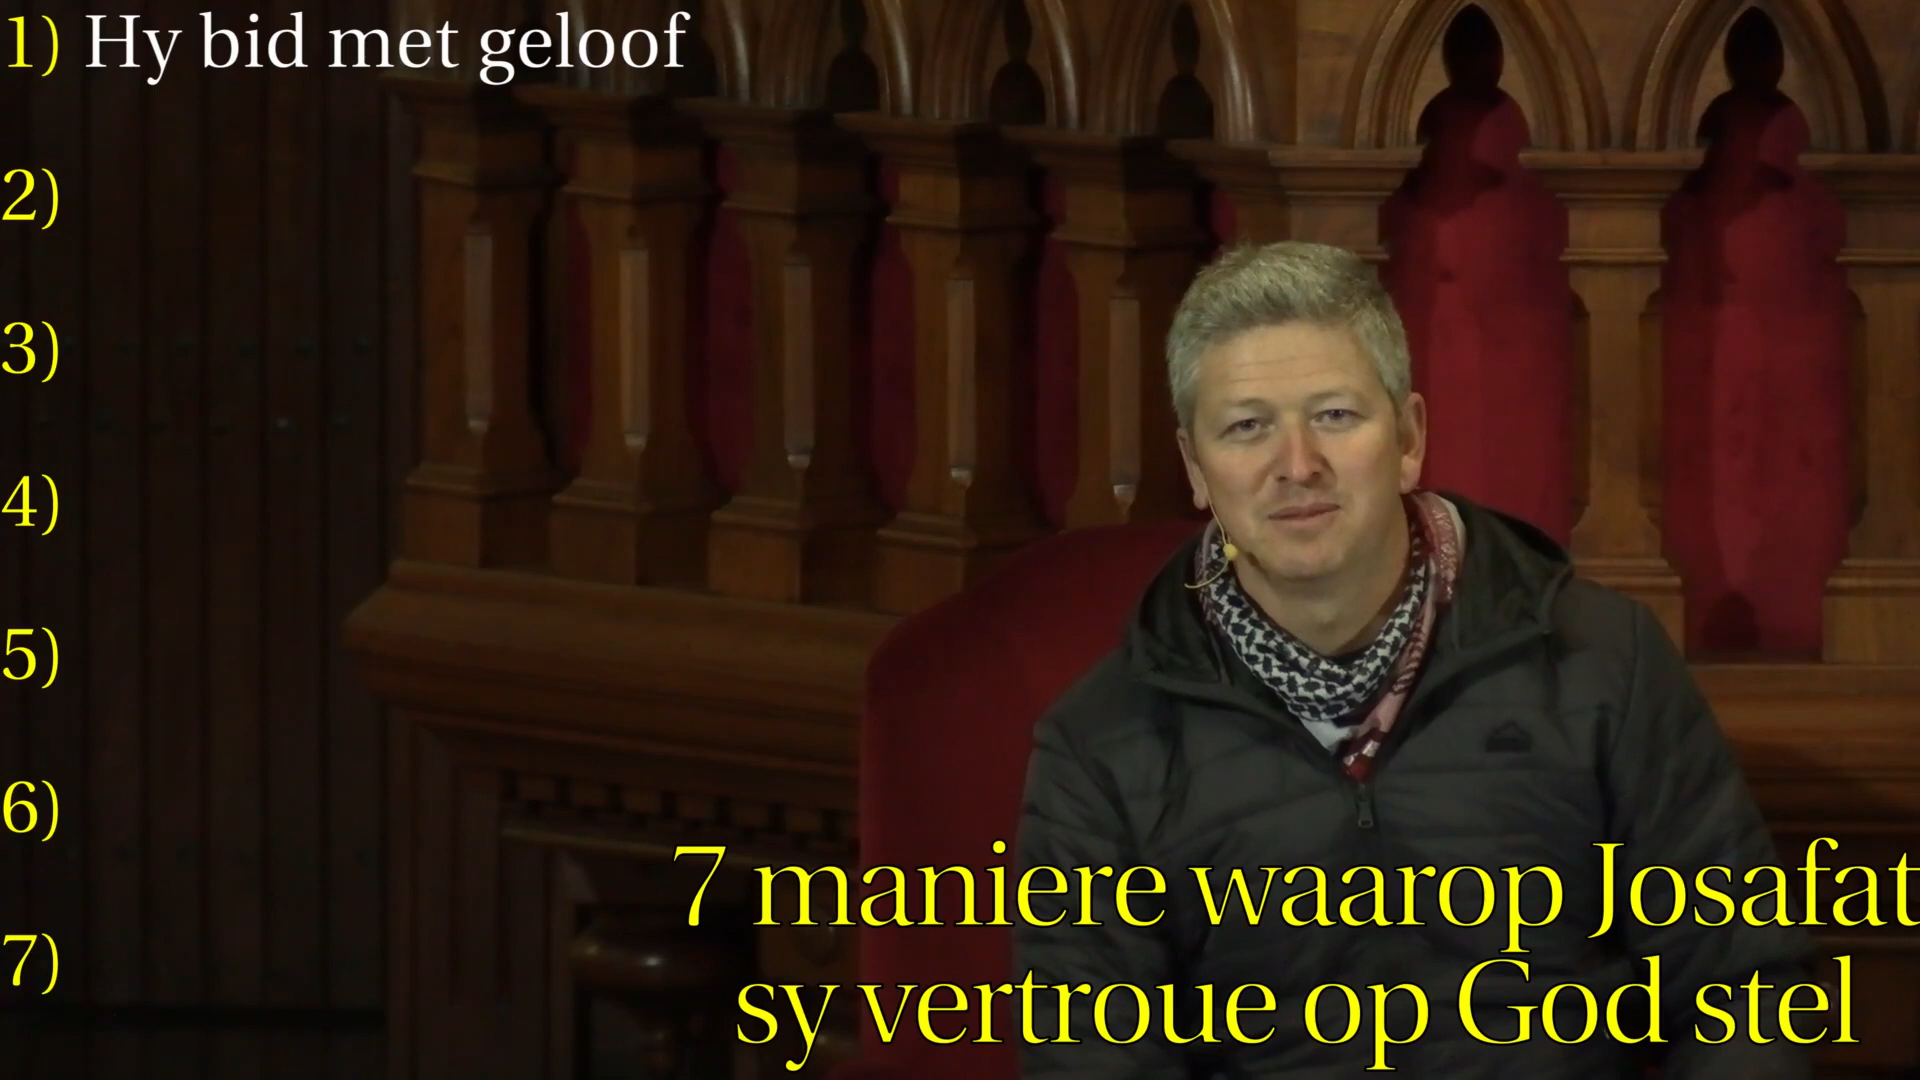 1) Hy bid met geloof
2)
3)
4)
5)
6)
7)
7 maniere waarop Josafat
sy vertroue op God stel